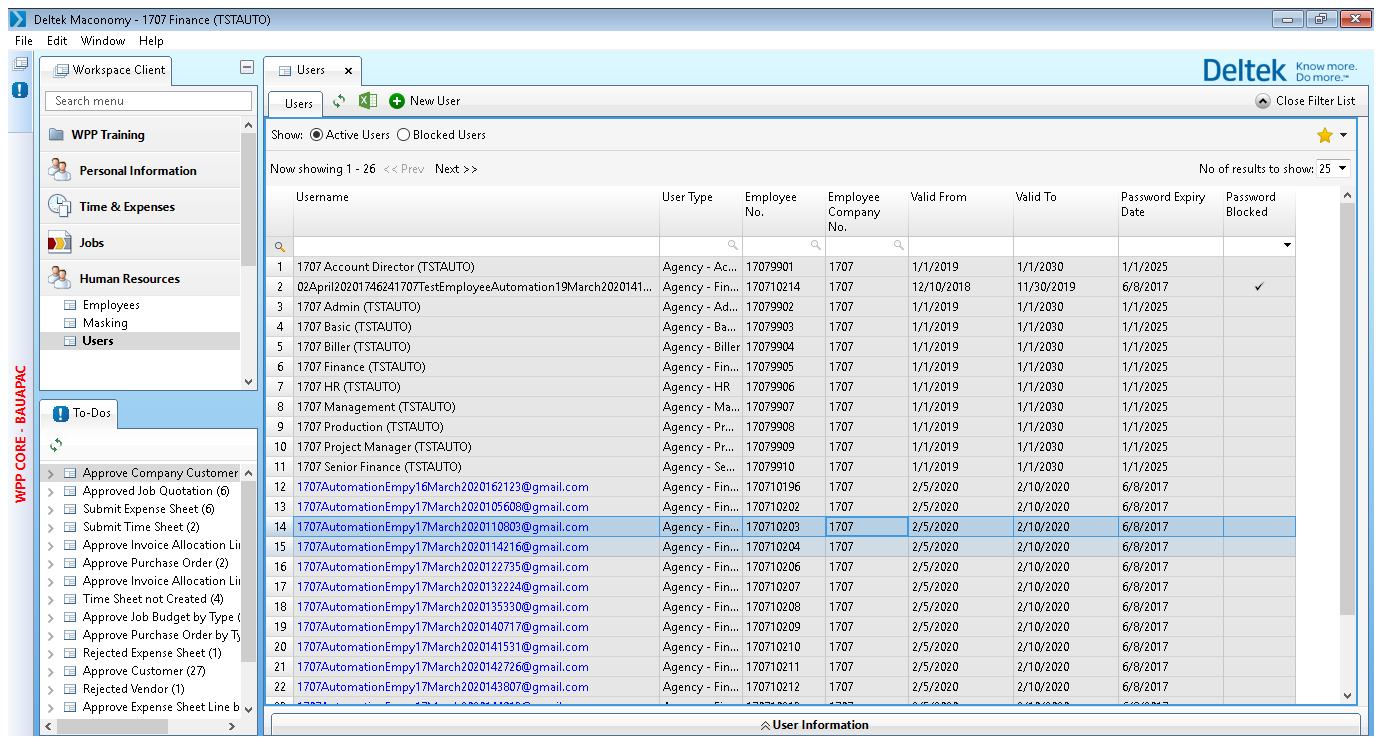 Deltek Maconomy - 1707 Finance (TSTAUTO)
File Edit Window Help
WPP CORE - BAUAPAC
Workspace Client
Search menu
WPP Training
Personal Information
Time & Expenses
Jobs
Human Resources
Employees
Masking
Users
To-Dos
Approve Company Customer
Approved Job Quotation (6)
Submit Expense Sheet (6)
Submit Time Sheet (2)
Approve Invoice Allocation Lin
Approve Purchase Order (2)
Approve Invoice Allocation Lin
Time Sheet not Created (4)
Approve Job Budget by Type (
Approve Purchase Order by Ty
Rejected Expense Sheet (1)
Approve Customer (27)
Rejected Vendor (1)
Approve Expense Sheet Line b
Users
Deltek Know more.
Do more.™
Users New User Close Filter List
Show: Active Users Blocked Users
Now showing 1 - 26 << Prev Next >> No of results to show: 25
Username User Type Employee No. Employee Company No. Valid From Valid To Password Expiry Date Password Blocked
1 1707 Account Director (TSTAUTO) Agency - Ac... 17079901 1707 1/1/2019 1/1/2030 1/1/2025
2 02April20201746241707TestEmployeeAutomation19March2020141... Agency - Fin... 170710214 1707 12/10/2018 11/30/2019 6/8/2017 ✓
3 1707 Admin (TSTAUTO) Agency - Ad... 17079902 1707 1/1/2019 1/1/2030 1/1/2025
4 1707 Basic (TSTAUTO) Agency - Ba... 17079903 1707 1/1/2019 1/1/2030 1/1/2025
5 1707 Biller (TSTAUTO) Agency - Biller 17079904 1707 1/1/2019 1/1/2030 1/1/2025
6 1707 Finance (TSTAUTO) Agency - Fin... 17079905 1707 1/1/2019 1/1/2030 1/1/2025
7 1707 HR (TSTAUTO) Agency - HR 17079906 1707 1/1/2019 1/1/2030 1/1/2025
8 1707 Management (TSTAUTO) Agency - Ma... 17079907 1707 1/1/2019 1/1/2030 1/1/2025
9 1707 Production (TSTAUTO) Agency - Pr... 17079908 1707 1/1/2019 1/1/2030 1/1/2025
10 1707 Project Manager (TSTAUTO) Agency - Pr... 17079909 1707 1/1/2019 1/1/2030 1/1/2025
11 1707 Senior Finance (TSTAUTO) Agency - Se... 17079910 1707 1/1/2019 1/1/2030 1/1/2025
12 1707AutomationEmpy16March2020162123@gmail.com Agency - Fin... 170710196 1707 2/5/2020 2/10/2020 6/8/2017
13 1707AutomationEmpy17March2020105608@gmail.com Agency - Fin... 170710202 1707 2/5/2020 2/10/2020 6/8/2017
14 1707AutomationEmpy17March2020110803@gmail.com Agency - Fin... 170710203 1707 2/5/2020 2/10/2020 6/8/2017
15 1707AutomationEmpy17March2020114216@gmail.com Agency - Fin... 170710204 1707 2/5/2020 2/10/2020 6/8/2017
16 1707AutomationEmpy17March2020122735@gmail.com Agency - Fin... 170710206 1707 2/5/2020 2/10/2020 6/8/2017
17 1707AutomationEmpy17March2020132224@gmail.com Agency - Fin... 170710207 1707 2/5/2020 2/10/2020 6/8/2017
18 1707AutomationEmpy17March2020135330@gmail.com Agency - Fin... 170710208 1707 2/5/2020 2/10/2020 6/8/2017
19 1707AutomationEmpy17March2020140717@gmail.com Agency - Fin... 170710209 1707 2/5/2020 2/10/2020 6/8/2017
20 1707AutomationEmpy17March2020141531@gmail.com Agency - Fin... 170710210 1707 2/5/2020 2/10/2020 6/8/2017
21 1707AutomationEmpy17March2020142726@gmail.com Agency - Fin... 170710211 1707 2/5/2020 2/10/2020 6/8/2017
22 1707AutomationEmpy17March2020143807@gmail.com Agency - Fin... 170710212 1707 2/5/2020 2/10/2020 6/8/2017
User Information